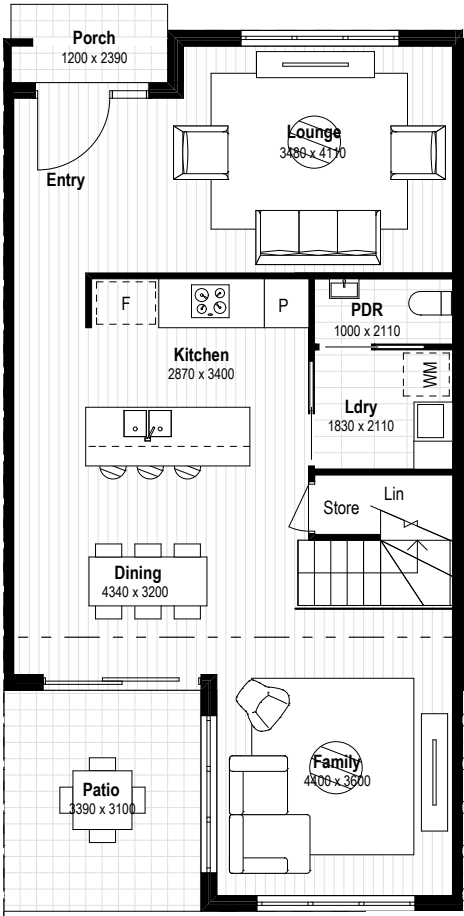 Porch
1200 x 2390
Lounge
3480 x 4110
Entry
F
P
PDR
1000 x 2110
Kitchen
2870 x 3400
WM
Ldry
1830 x 2110
Lin
Store
Dining
4340 x 3200
Family
4400 x 3600
Patio
3390 x 3100